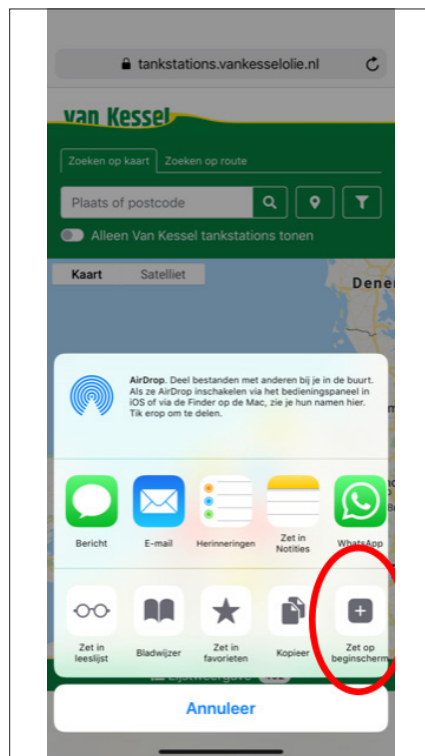 tankstations.vankesselolie.nl
van Kessel
Zoeken op kaart Zoeken op route
Plaats of postcode
Alleen Van Kessel tankstations tonen
Kaart Satelliet
Dene
AirDrop. Deel bestanden met anderen bij je in de buurt.
Als ze AirDrop inschakelen via het bedieningspaneel in
iOS of via de Finder op de Mac, zie je hun namen hier.
Tik erop om te delen.
Bericht E-mail Herinneringen Zet in Notities WhatsApp
Zet in leeslijst Bladwijzer Zet in favorieten Kopieer Zet op beginscherm
Lijstweergave
Annuleer